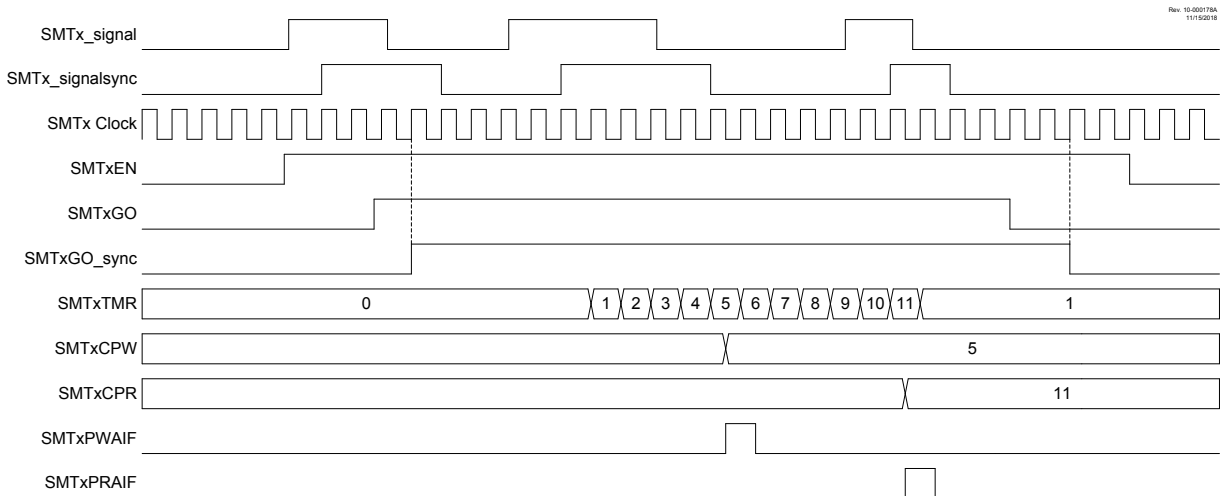 Rev. 10-000178A
11/15/2018
SMTx_signal
SMTx_signalsync
SMTx Clock
SMTxEN
SMTxGO
SMTxGO_sync
SMTxTMR 0 1 2 3 4 5 6 7 8 9 10 11 1
SMTxCPW 5
SMTxCPR 11
SMTxPWAIF
SMTxPRAIF